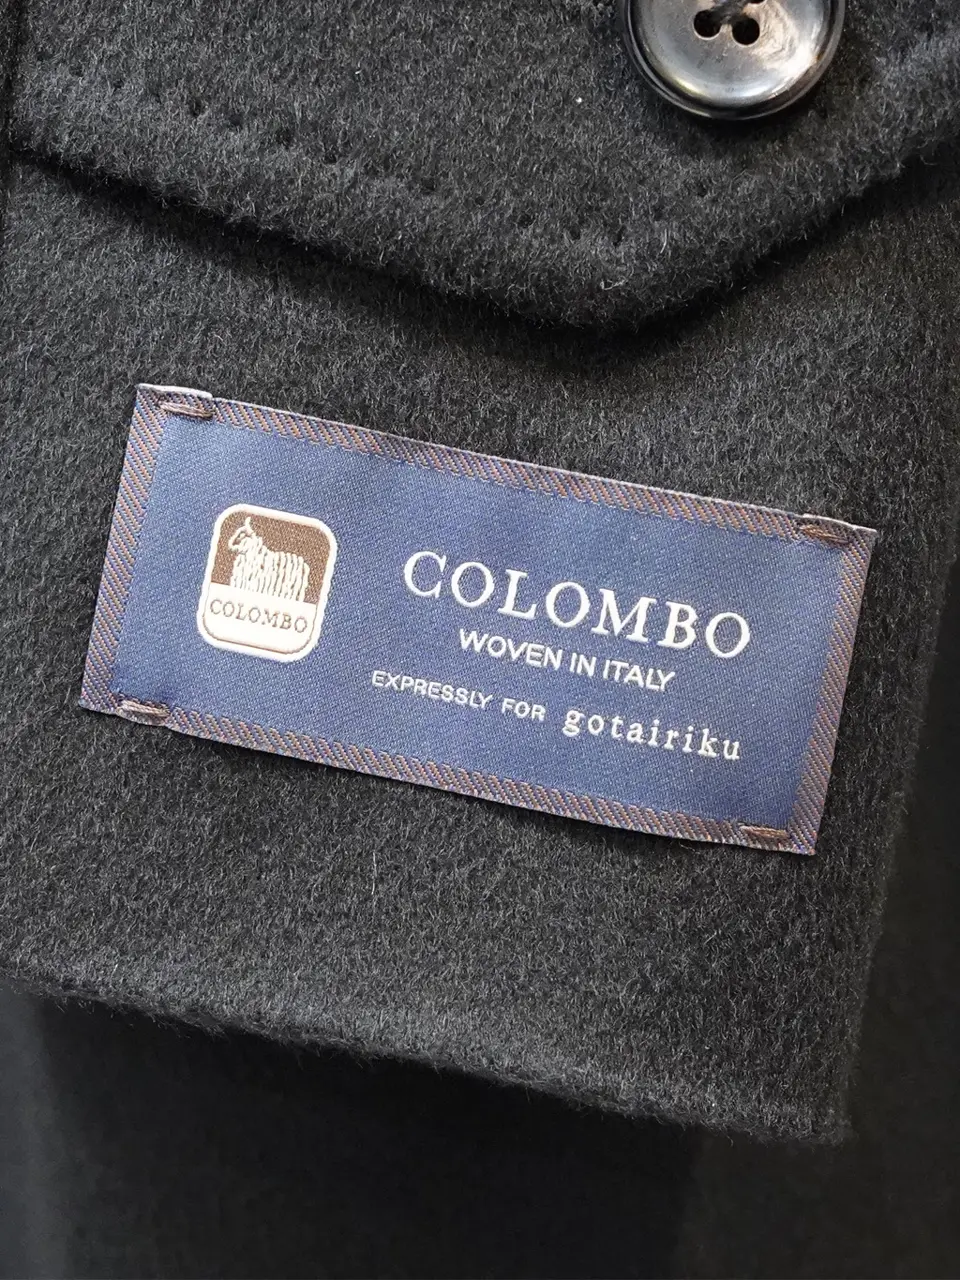 COLOMBO
COLOMBO
WOVEN IN ITALY
EXPRESSLY FOR gotairiku